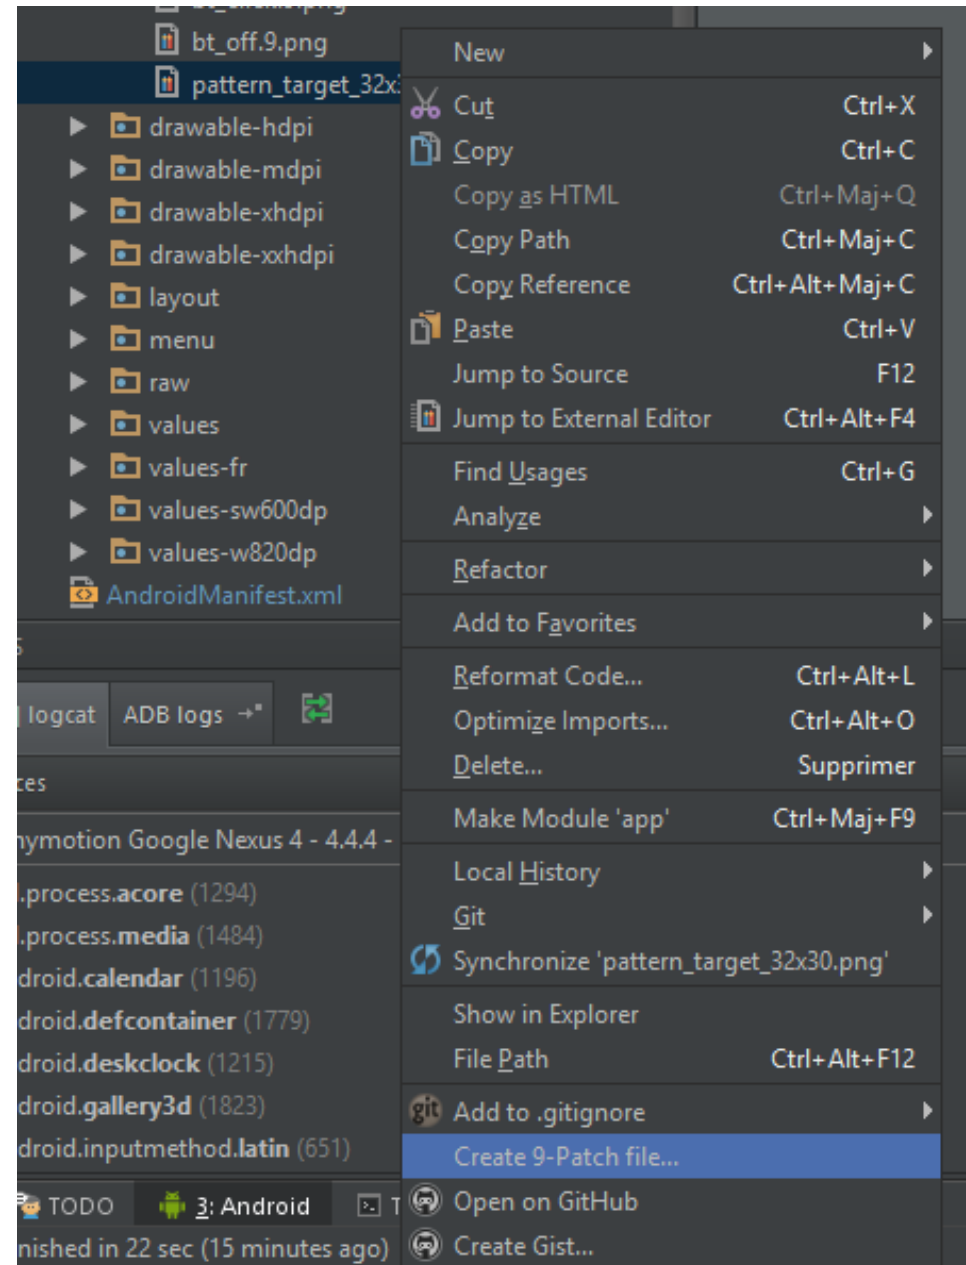 bt_off.9.png
pattern_target_32x3
drawable-hdpi
drawable-mdpi
drawable-xhdpi
drawable-xxhdpi
layout
menu
raw
values
values-fr
values-sw600dp
values-w820dp
AndroidManifest.xml
logcat
ADB logs
Google Nexus 4 - 4.4.4 -
.process.acore (1294)
.process.media (1484)
droid.calendar (1196)
droid.defcontainer (1779)
droid.deskclock (1215)
droid.gallery3d (1823)
droid.inputmethod.latin (651)
TODO
3: Android
in 22 sec (15 minutes ago)
New
Cut Ctrl+X
Copy Ctrl+C
Copy as HTML Ctrl+Maj+Q
Copy Path Ctrl+Maj+C
Copy Reference Ctrl+Alt+Maj+C
Paste Ctrl+V
Jump to Source F12
Jump to External Editor Ctrl+Alt+F4
Find Usages Ctrl+G
Analyze
Refactor
Add to Favorites
Reformat Code... Ctrl+Alt+L
Optimize Imports... Ctrl+Alt+O
Delete... Supprimer
Make Module 'app' Ctrl+Maj+F9
Local History
Git
Synchronize 'pattern_target_32x30.png'
Show in Explorer
File Path Ctrl+Alt+F12
git Add to .gitignore
Create 9-Patch file...
Open on GitHub
Create Gist...